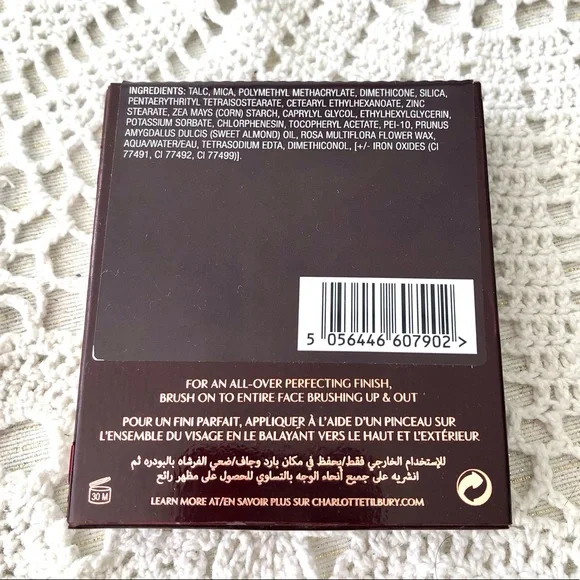 INGREDIENTS: TALC, MICA, POLYMETHYL METHACRYLATE, DIMETHICONE, SILICA,
PENTAERYTHRITYL TETRAISOSTEARATE, CETEARYL ETHYLHEXANOATE, ZINC
STEARATE, ZEA MAYS (CORN) STARCH, CAPRYLYL GLYCOL, ETHYLHEXYLGLYCERIN,
POTASSIUM SORBATE, CHLORPHENESIN, TOCOPHERYL ACETATE, PEI-10, PRUNUS
AMYGDALUS DULCIS (SWEET ALMOND) OIL, ROSA MULTIFLORA FLOWER WAX,
AQUA/WATER/EAU, TETRASODIUM EDTA, DIMETHICONOL, [+/- IRON OXIDES (CI
77491, CI 77492, CI 77499)].
5 056446 607902 >
FOR AN ALL-OVER PERFECTING FINISH,
BRUSH ON TO ENTIRE FACE BRUSHING UP & OUT
POUR UN FINI PARFAIT, APPLIQUER À L'AIDE D'UN PINCEAU SUR
L'ENSEMBLE DU VISAGE EN LE BALAYANT VERS LE HAUT ET L'EXTÉRIEUR
للإستخدام الخارجي فقط/يحفظ في مكان بارد وجاف/ضعي الفرشاه بالبودره ثم
انشريه على جميع أنحاء الوجه بالتساوي للحصول على مظهر رائع
30 M
LEARN MORE AT/EN SAVOIR PLUS SUR CHARLOTTETILBURY.COM